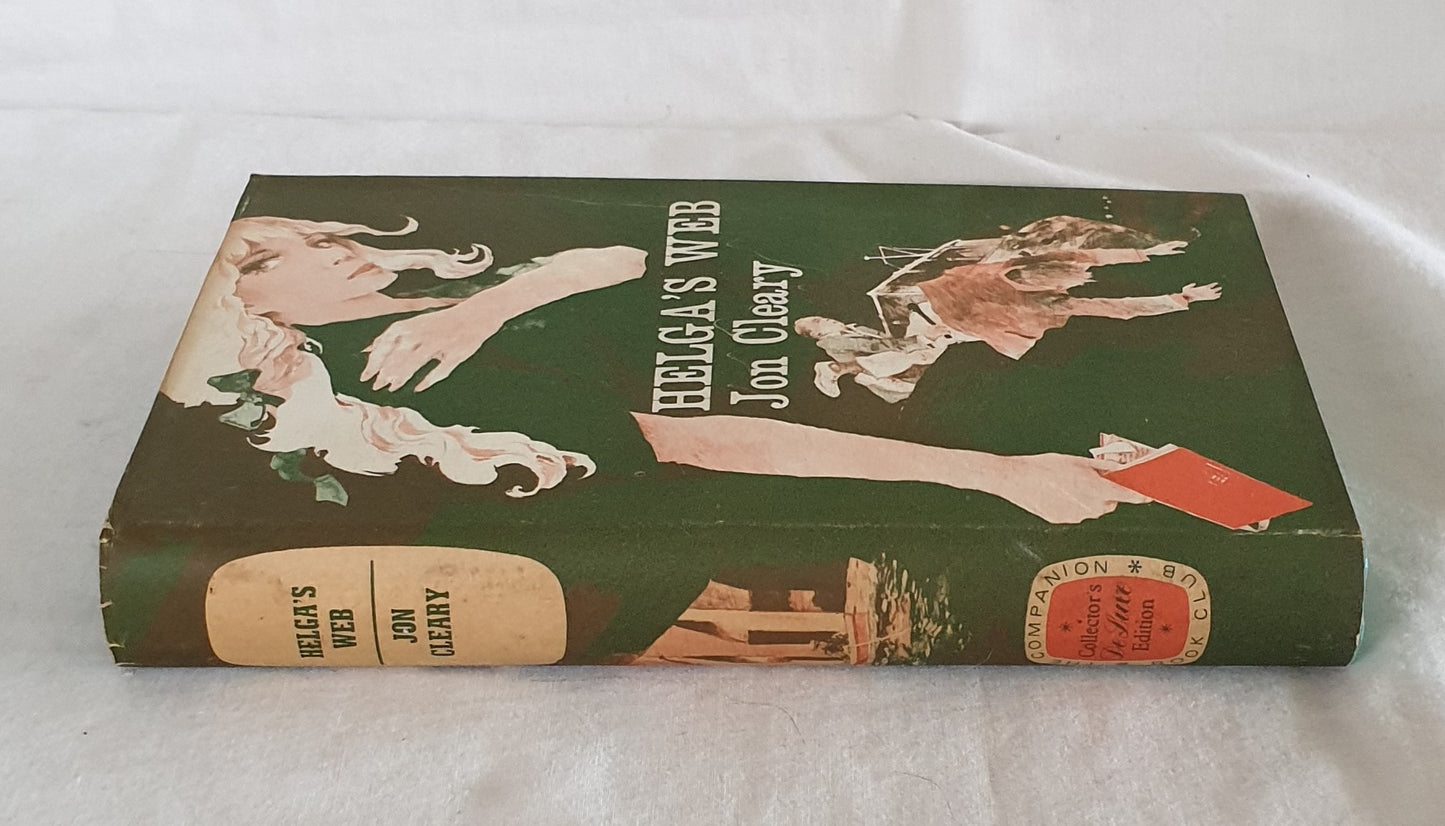 HELGA'S WEB
Jon Cleary
HELGA'S
WEB
JON
CLEARY
COMPANION * BOOK CLUB
* Collector's *
De Luxe
Edition